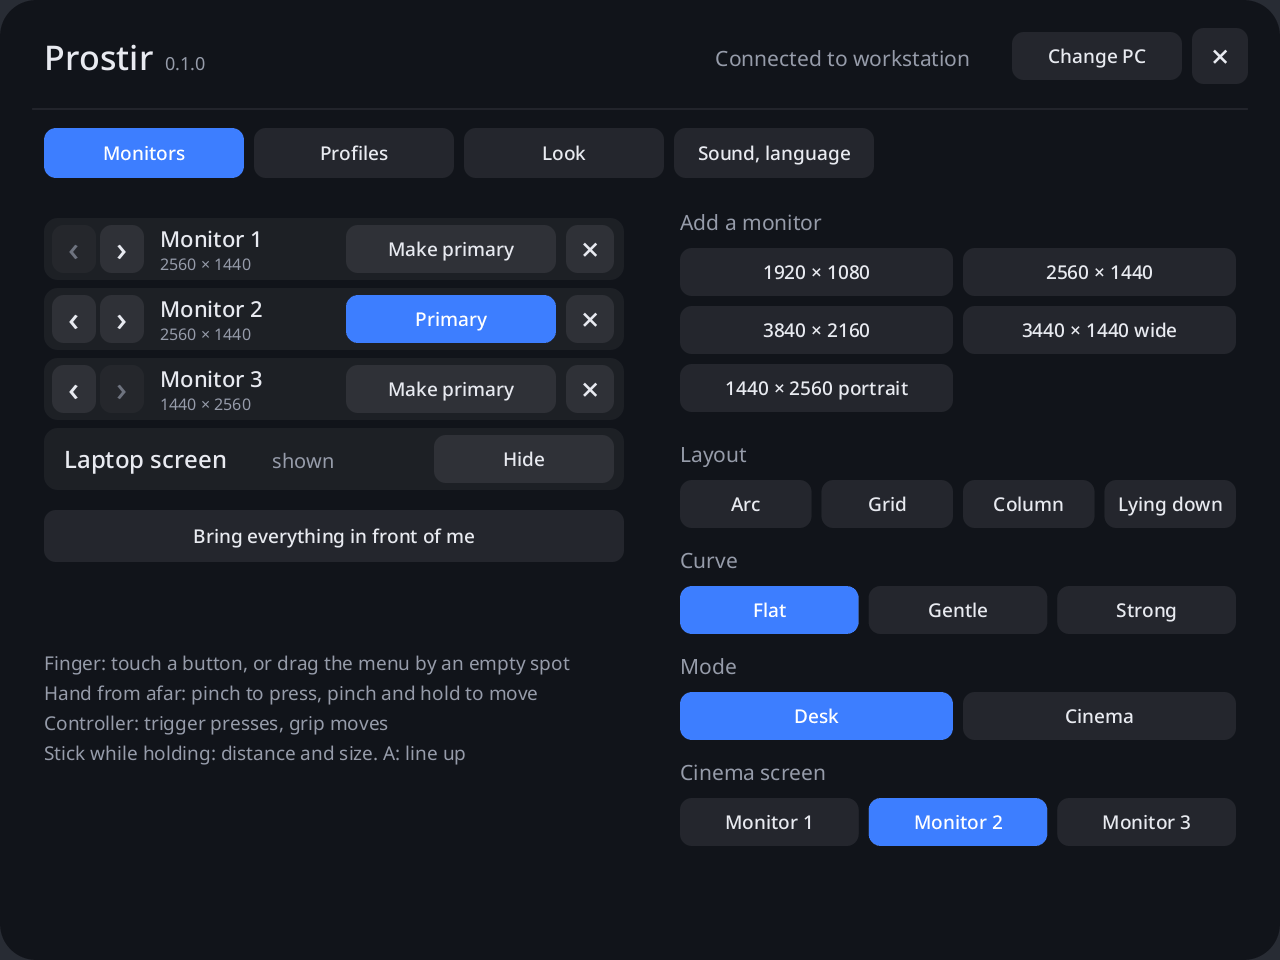 Prostir 0.1.0
Connected to workstation
Change PC
×
Monitors
Profiles
Look
Sound, language
‹ › Monitor 1
2560 × 1440
Make primary
×
‹ › Monitor 2
2560 × 1440
Primary
×
‹ › Monitor 3
1440 × 2560
Make primary
×
Laptop screen shown
Hide
Bring everything in front of me
Finger: touch a button, or drag the menu by an empty spot
Hand from afar: pinch to press, pinch and hold to move
Controller: trigger presses, grip moves
Stick while holding: distance and size. A: line up
Add a monitor
1920 × 1080
2560 × 1440
3840 × 2160
3440 × 1440 wide
1440 × 2560 portrait
Layout
Arc
Grid
Column
Lying down
Curve
Flat
Gentle
Strong
Mode
Desk
Cinema
Cinema screen
Monitor 1
Monitor 2
Monitor 3